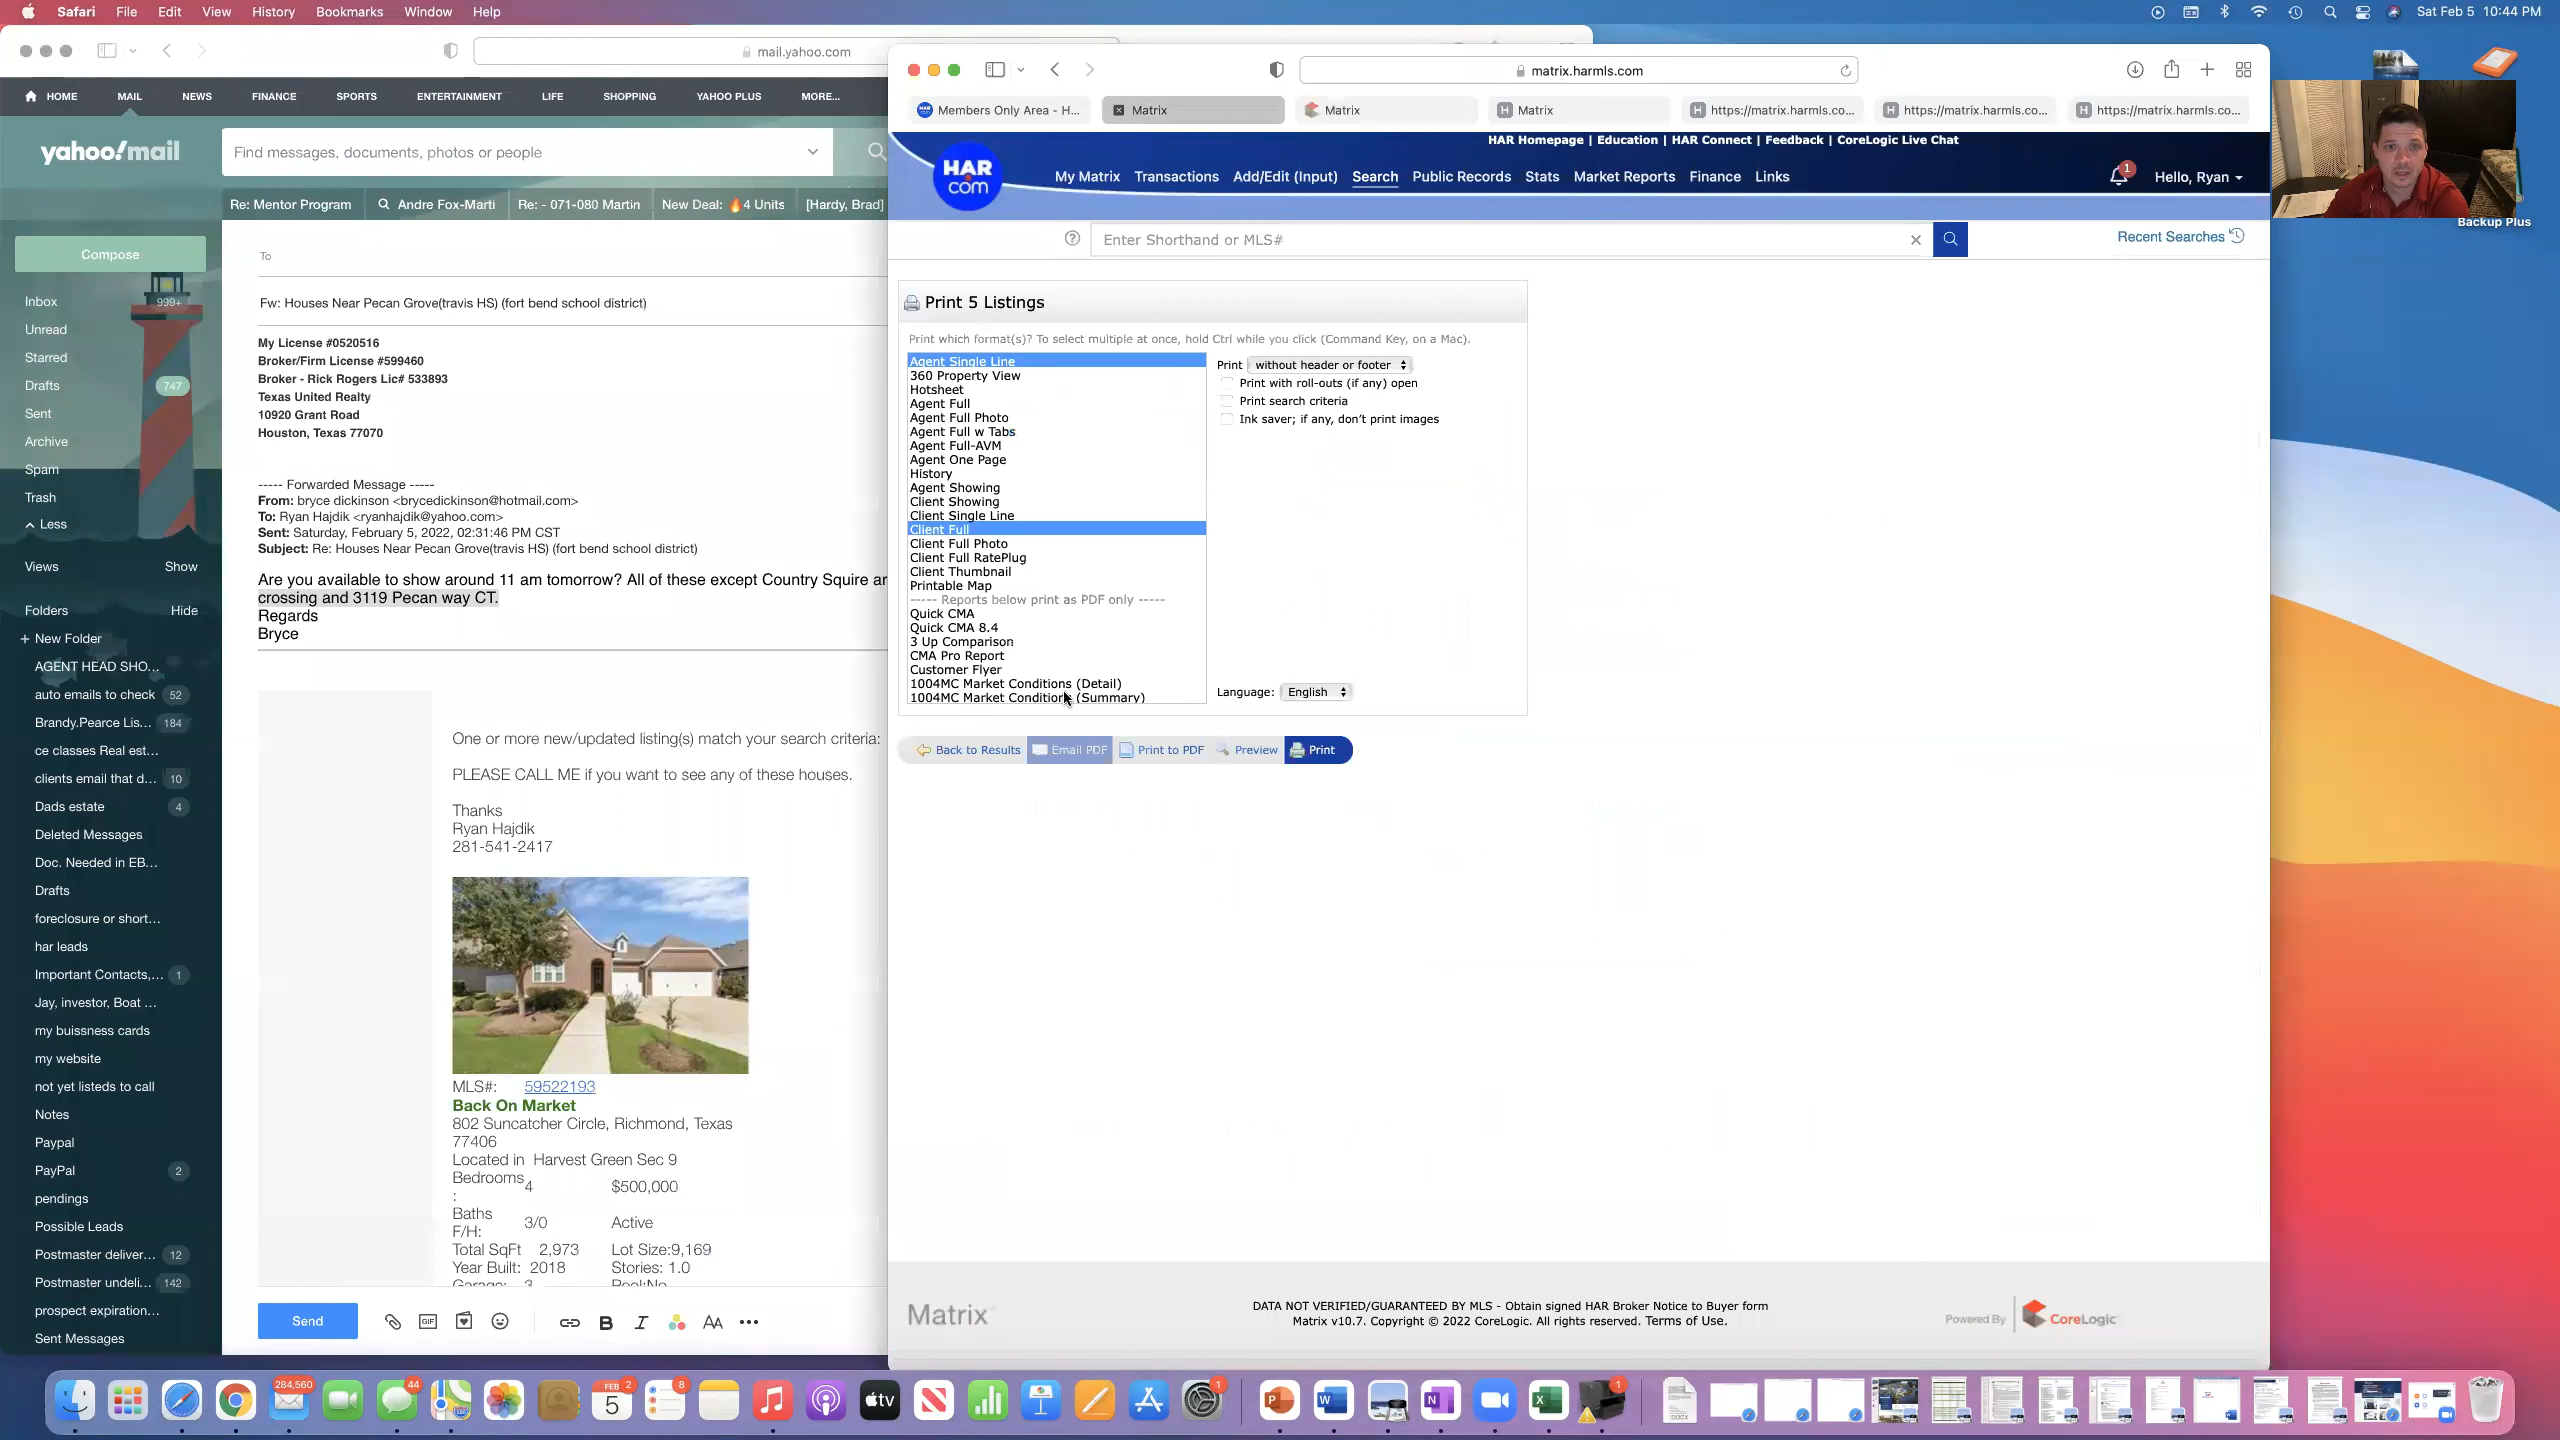 Safari File Edit View History Bookmarks Window Help
Sat Feb 5 10:44 PM
mail.yahoo.com
HOME MAIL NEWS FINANCE SPORTS ENTERTAINMENT LIFE SHOPPING YAHOO PLUS MORE...
yahoo!mail
Find messages, documents, photos or people
Re: Mentor Program
Andre Fox-Marti
Re: - 071-080 Martin
New Deal: 🔥4 Units
[Hardy, Brad]
Compose
Inbox 999+
Unread
Starred
Drafts 747
Sent
Archive
Spam
Trash
Less
Views Show
Folders Hide
+ New Folder
AGENT HEAD SHO...
auto emails to check 52
Brandy.Pearce Lis... 184
ce classes Real est...
clients email that d... 10
Dads estate 4
Deleted Messages
Doc. Needed in EB...
Drafts
foreclosure or short...
har leads
Important Contacts,... 1
Jay, investor, Boat ...
my buissness cards
my website
not yet listeds to call
Notes
Paypal
PayPal 2
pendings
Possible Leads
Postmaster deliver... 12
Postmaster undeli... 142
prospect expiration...
Sent Messages
To
Fw: Houses Near Pecan Grove(travis HS) (fort bend school district)
My License #0520516
Broker/Firm License #599460
Broker - Rick Rogers Lic# 533893
Texas United Realty
10920 Grant Road
Houston, Texas 77070
----- Forwarded Message -----
From: bryce dickinson <brycedickinson@hotmail.com>
To: Ryan Hajdik <ryanhajdik@yahoo.com>
Sent: Saturday, February 5, 2022, 02:31:46 PM CST
Subject: Re: Houses Near Pecan Grove(travis HS) (fort bend school district)
Are you available to show around 11 am tomorrow? All of these except Country Squire ar
crossing and 3119 Pecan way CT.
Regards
Bryce
One or more new/updated listing(s) match your search criteria:
PLEASE CALL ME if you want to see any of these houses.
Thanks
Ryan Hajdik
281-541-2417
MLS#: 59522193
Back On Market
802 Suncatcher Circle, Richmond, Texas
77406
Located in Harvest Green Sec 9
Bedrooms
: 4 $500,000
Baths
F/H: 3/0 Active
Total SqFt 2,973 Lot Size:9,169
Year Built: 2018 Stories: 1.0
Garage: 3 Pool:No
Send
GIF
B I AA
matrix.harmls.com
Members Only Area - H...
Matrix
Matrix
Matrix
https://matrix.harmls.co...
https://matrix.harmls.co...
https://matrix.harmls.co...
HAR Homepage | Education | HAR Connect | Feedback | CoreLogic Live Chat
HAR
com
My Matrix Transactions Add/Edit (Input) Search Public Records Stats Market Reports Finance Links
1
Hello, Ryan
Enter Shorthand or MLS#
Recent Searches
Print 5 Listings
Print which format(s)? To select multiple at once, hold Ctrl while you click (Command Key, on a Mac).
Agent Single Line
360 Property View
Hotsheet
Agent Full
Agent Full Photo
Agent Full w Tabs
Agent Full-AVM
Agent One Page
History
Agent Showing
Client Showing
Client Single Line
Client Full
Client Full Photo
Client Full RatePlug
Client Thumbnail
Printable Map
----- Reports below print as PDF only -----
Quick CMA
Quick CMA 8.4
3 Up Comparison
CMA Pro Report
Customer Flyer
1004MC Market Conditions (Detail)
1004MC Market Conditions (Summary)
Print without header or footer
Print with roll-outs (if any) open
Print search criteria
Ink saver; if any, don't print images
Language: English
Back to Results
Email PDF
Print to PDF
Preview
Print
Matrix
DATA NOT VERIFIED/GUARANTEED BY MLS - Obtain signed HAR Broker Notice to Buyer form
Matrix v10.7. Copyright © 2022 CoreLogic. All rights reserved. Terms of Use.
Powered By CoreLogic
Backup Plus
284,560
44
FEB 2
5
8
tv
1
P
W
N
X
1
DOCX